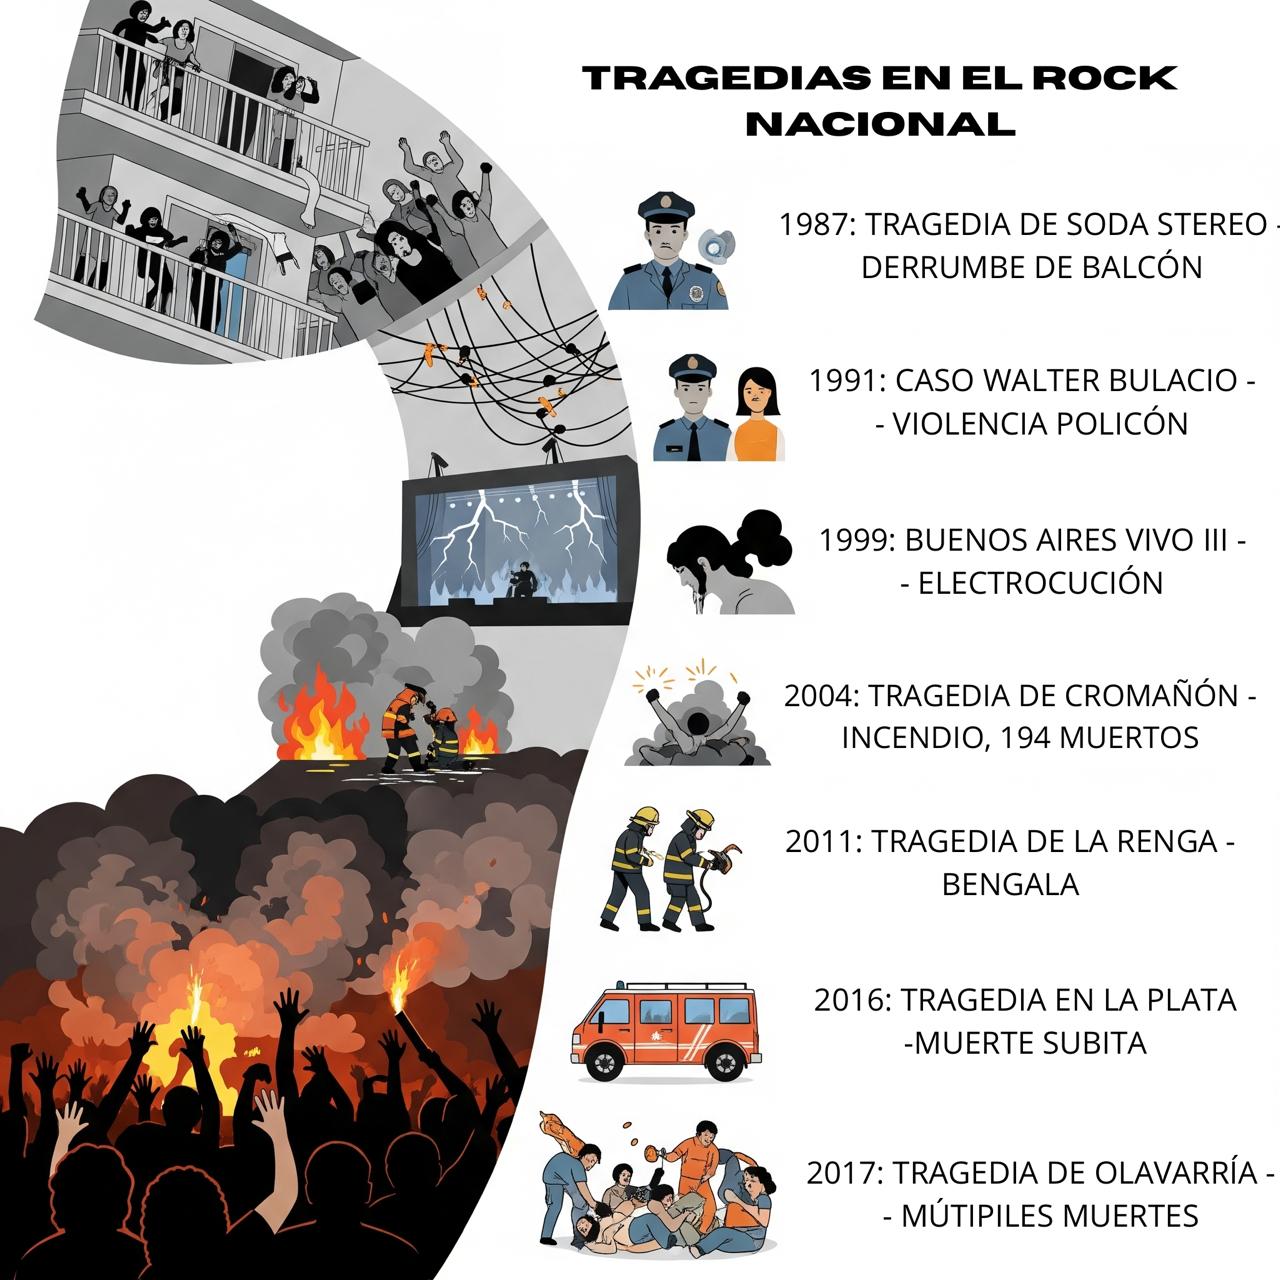 TRAGEDIAS EN EL ROCK
NACIONAL
1987: TRAGEDIA DE SODA STEREO -
DERRUMBE DE BALCÓN
1991: CASO WALTER BULACIO -
- VIOLENCIA POLICÓN
1999: BUENOS AIRES VIVO III -
- ELECTROCUCIÓN
2004: TRAGEDIA DE CROMAÑÓN -
INCENDIO, 194 MUERTOS
2011: TRAGEDIA DE LA RENGA -
BENGALA
2016: TRAGEDIA EN LA PLATA
-MUERTE SUBITA
2017: TRAGEDIA DE OLAVARRÍA -
- MÚTIPILES MUERTES